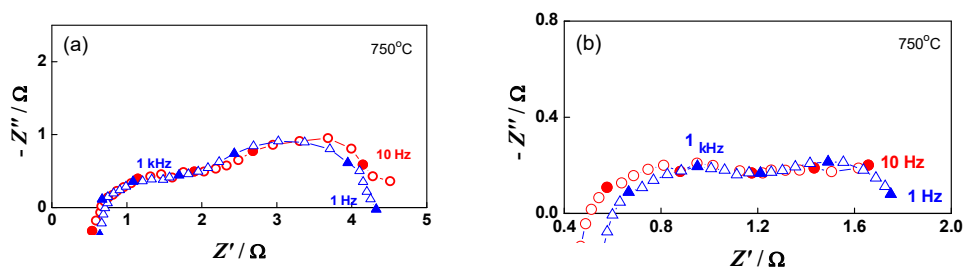 (a)
750°C
- Z'' / Ω
2
1
0
1 kHz
10 Hz
1 Hz
0 1 2 3 4 5
Z' / Ω
(b)
750°C
- Z'' / Ω
0.8
0.4
0.0
1 kHz
10 Hz
1 Hz
0.4 0.8 1.2 1.6 2.0
Z' / Ω